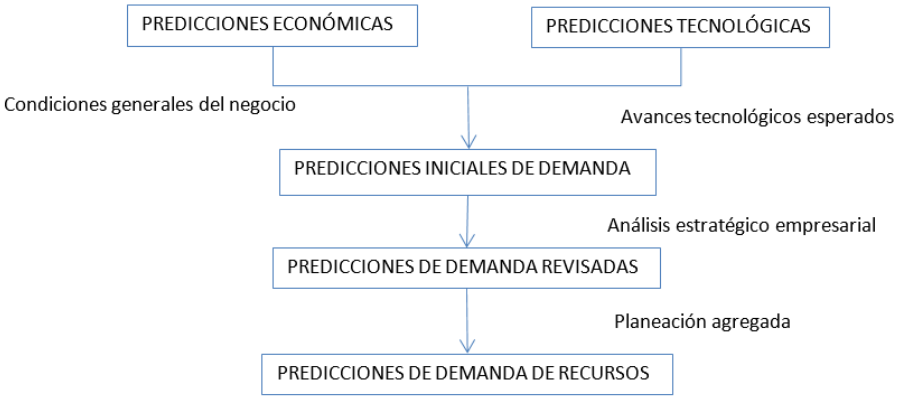 PREDICCIONES ECONÓMICAS
PREDICCIONES TECNOLÓGICAS
Condiciones generales del negocio
Avances tecnológicos esperados
PREDICCIONES INICIALES DE DEMANDA
Análisis estratégico empresarial
PREDICCIONES DE DEMANDA REVISADAS
Planeación agregada
PREDICCIONES DE DEMANDA DE RECURSOS